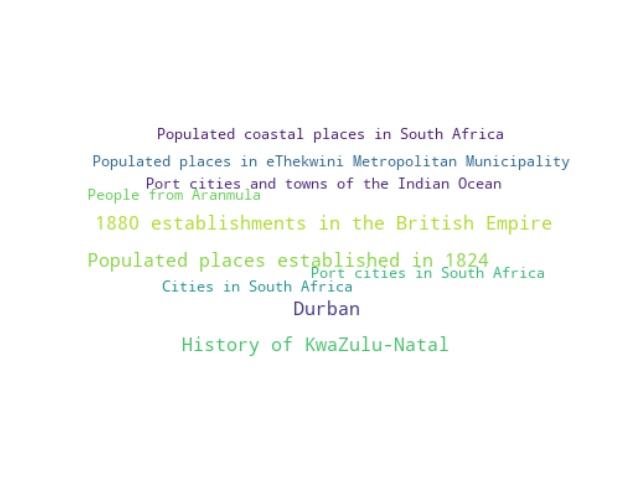 Populated coastal places in South Africa
Populated places in eThekwini Metropolitan Municipality
Port cities and towns of the Indian Ocean
People from Aranmula
1880 establishments in the British Empire
Populated places established in 1824
Port cities in South Africa
Cities in South Africa
Durban
History of KwaZulu-Natal